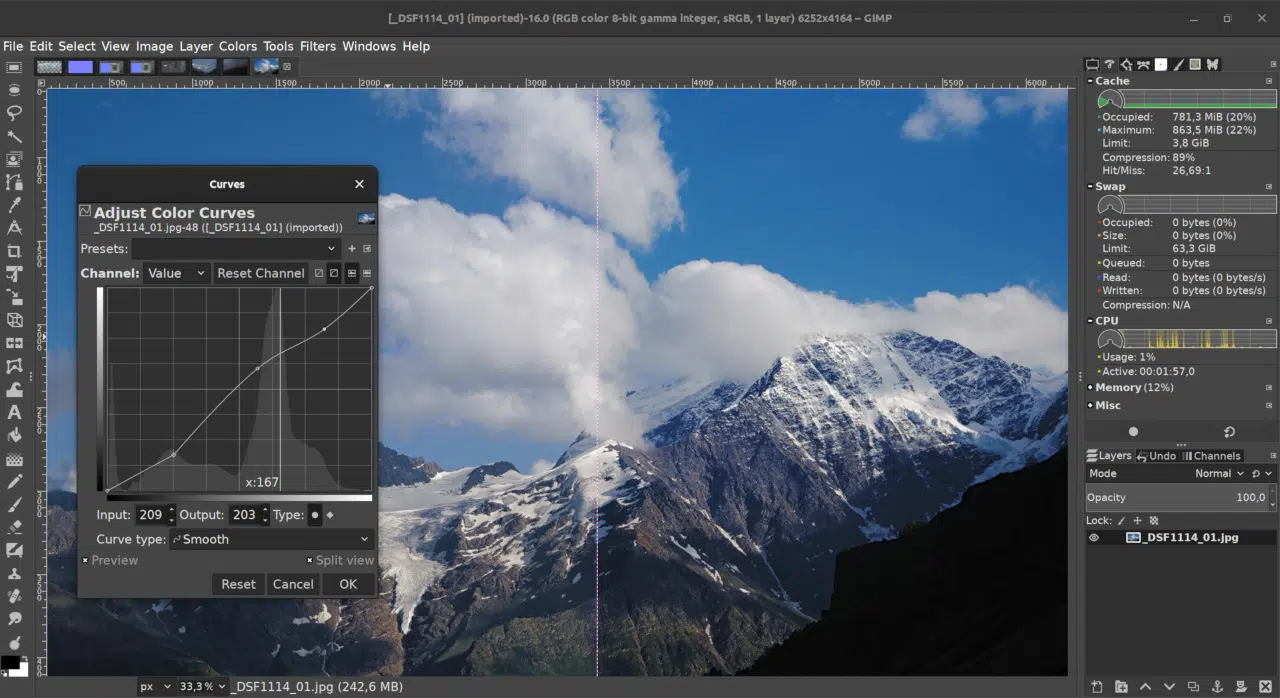 [_DSF1114_01] (imported)-16.0 (RGB color 8-bit gamma integer, sRGB, 1 layer) 6252x4164 – GIMP
File Edit Select View Image Layer Colors Tools Filters Windows Help
500 1000 1500 2000 2500 3000 3500 4000 4500 5000 5500 6000
Curves
Adjust Color Curves
_DSF1114_01.jpg-48 ([_DSF1114_01] (imported))
Presets:
Channel: Value Reset Channel
x:167
Input: 209 Output: 203 Type:
Curve type: Smooth
Preview Split view
Reset Cancel OK
Cache
Occupied: 781,3 MiB (20%)
Maximum: 863,5 MiB (22%)
Limit: 3,8 GiB
Compression: 89%
Hit/Miss: 26,69:1
Swap
Occupied: 0 bytes (0%)
Size: 0 bytes (0%)
Limit: 63,3 GiB
Queued: 0 bytes
Read: 0 bytes (0 bytes/s)
Written: 0 bytes (0 bytes/s)
Compression: N/A
CPU
Usage: 1%
Active: 00:01:57,0
Memory (12%)
Misc
Layers Undo Channels
Mode Normal
Opacity 100,0
Lock:
_DSF1114_01.jpg
px 33,3 % _DSF1114_01.jpg (242,6 MB)